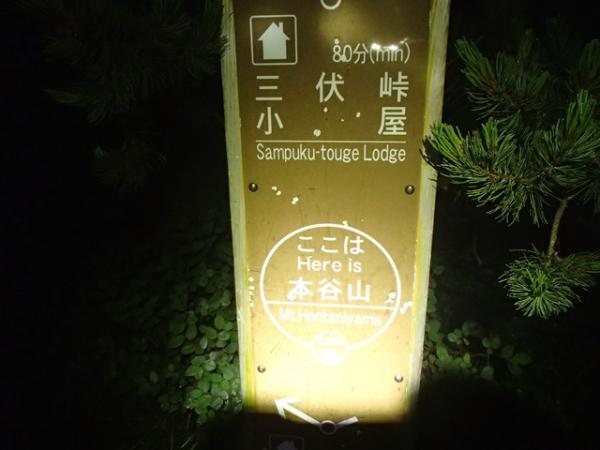 80分(min)
三伏峠
小屋
Sampuku-touge Lodge
ここは
Here is
本谷山
Mt.Hontaniyama